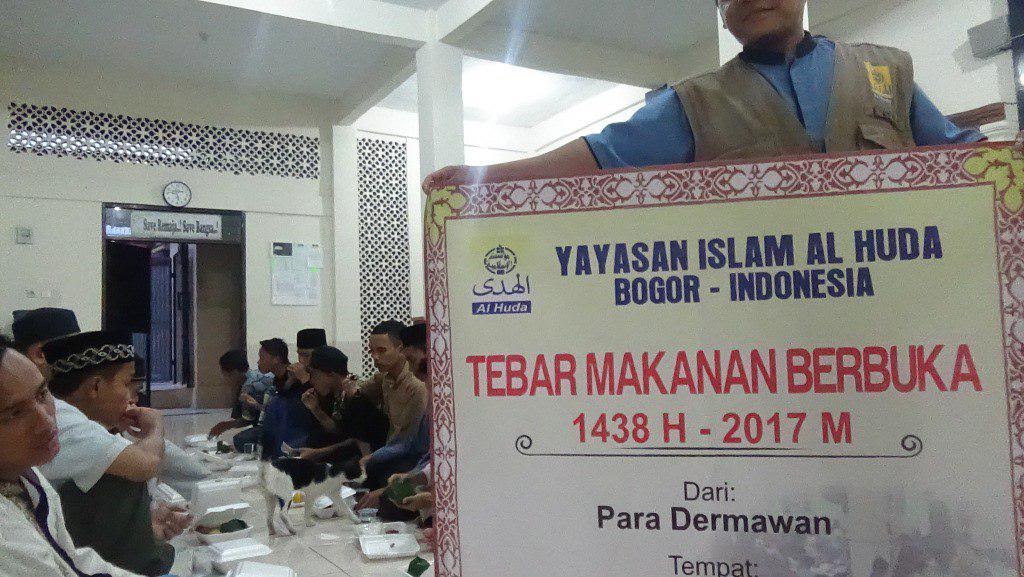 Save Remaja..! Save Bangsa..!
الهدى
Al Huda
YAYASAN ISLAM AL HUDA
BOGOR - INDONESIA
TEBAR MAKANAN BERBUKA
1438 H - 2017 M
Dari:
Para Dermawan
Tempat: